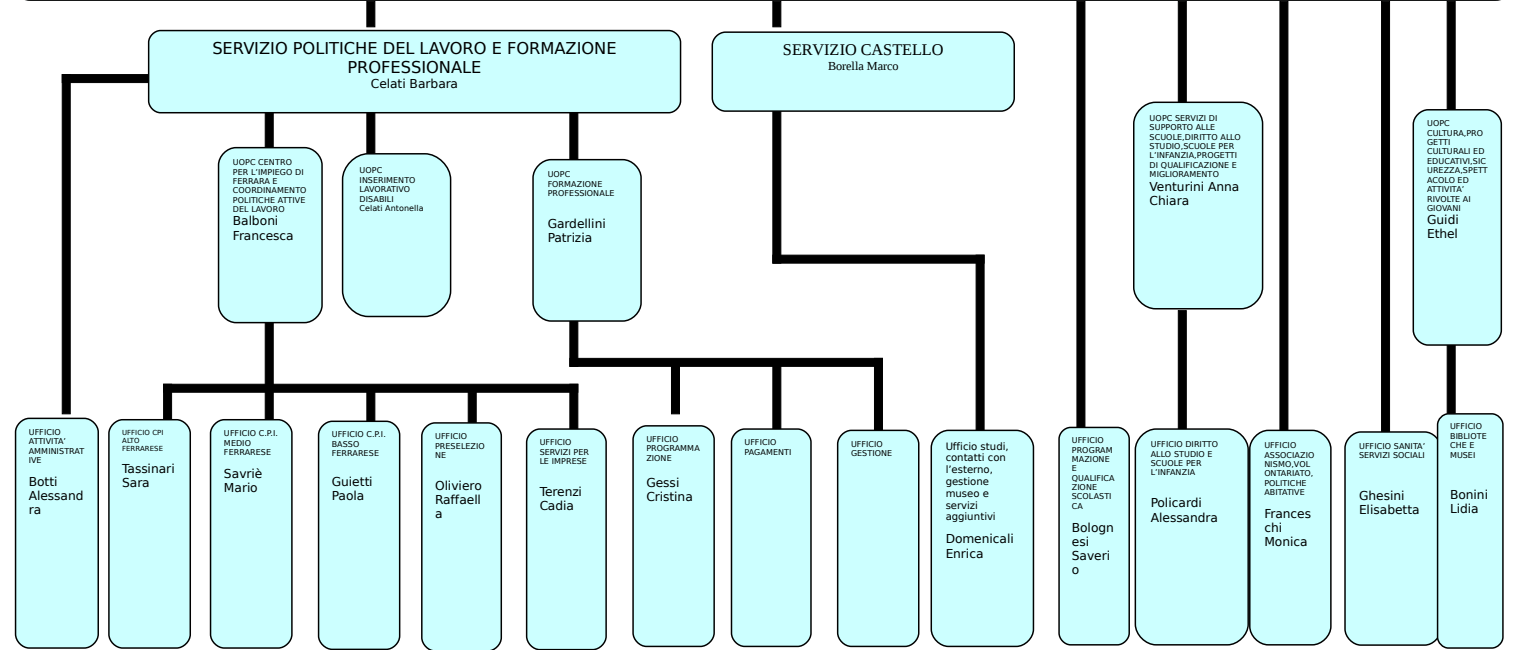 SERVIZIO POLITICHE DEL LAVORO E FORMAZIONE
PROFESSIONALE
Celati Barbara
SERVIZIO CASTELLO
Borella Marco
UOPC CENTRO
PER L'IMPIEGO DI
FERRARA E
COORDINAMENTO
POLITICHE ATTIVE
DEL LAVORO
Balboni
Francesca
UOPC
INSERIMENTO
LAVORATIVO
DISABILI
Celati Antonella
UOPC
FORMAZIONE
PROFESSIONALE
Gardellini
Patrizia
UOPC SERVIZI DI
SUPPORTO ALLE
SCUOLE,DIRITTO ALLO
STUDIO,SCUOLE PER
L'INFANZIA,PROGETTI
DI QUALIFICAZIONE E
MIGLIORAMENTO
Venturini Anna
Chiara
UOPC
CULTURA,PRO
GETTI
CULTURALI ED
EDUCATIVI,SIC
UREZZA,SPETT
ACOLO ED
ATTIVITA'
RIVOLTE AI
GIOVANI
Guidi
Ethel
UFFICIO
ATTIVITA'
AMMINISTRAT
IVE
Botti
Alessand
ra
UFFICIO CPI
ALTO
FERRARESE
Tassinari
Sara
UFFICIO C.P.I.
MEDIO
FERRARESE
Savriè
Mario
UFFICIO C.P.I.
BASSO
FERRARESE
Guietti
Paola
UFFICIO
PRESELEZIO
NE
Oliviero
Raffaell
a
UFFICIO
SERVIZI PER
LE IMPRESE
Terenzi
Cadia
UFFICIO
PROGRAMMA
ZIONE
Gessi
Cristina
UFFICIO
PAGAMENTI
UFFICIO
GESTIONE
Ufficio studi,
contatti con
l'esterno,
gestione
museo e
servizi
aggiuntivi
Domenicali
Enrica
UFFICIO
PROGRAM
MAZIONE
E
QUALIFICA
ZIONE
SCOLASTI
CA
Bologn
esi
Saveri
o
UFFICIO DIRITTO
ALLO STUDIO E
SCUOLE PER
L'INFANZIA
Policardi
Alessandra
UFFICIO
ASSOCIAZIO
NISMO,VOL
ONTARIATO,
POLITICHE
ABITATIVE
Frances
chi
Monica
UFFICIO SANITA'
SERVIZI SOCIALI
Ghesini
Elisabetta
UFFICIO
BIBLIOTE
CHE E
MUSEI
Bonini
Lidia